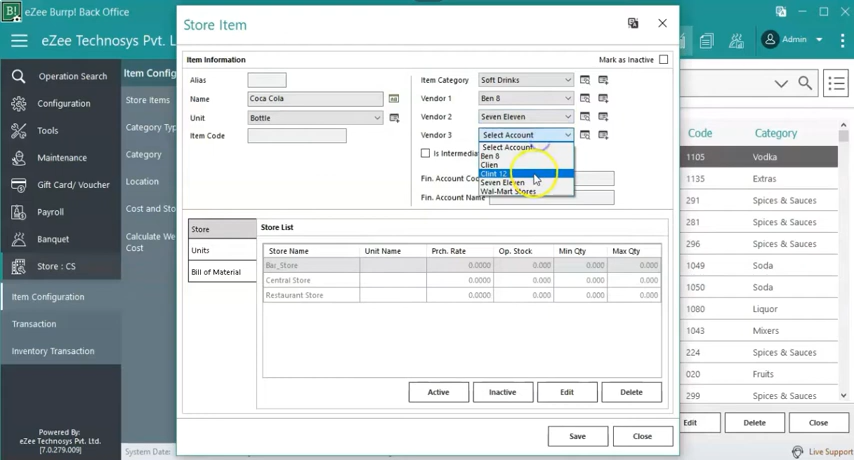 B! eZee Burrp! Back Office
eZee Technosys Pvt. L
Admin
Operation Search
Configuration
Tools
Maintenance
Gift Card/ Voucher
Payroll
Banquet
Store : CS
Item Configuration
Transaction
Inventory Transaction
Powered By:
eZee Technosys Pvt. Ltd.
[7.0.279.009]
Item Config
Store Items
Category Typ
Category
Location
Cost and Sto
Calculate We
Cost
System Date:
Store Item
Item Information
Mark as Inactive
Alias
Name Coca Cola
Unit Bottle
Item Code
Item Category Soft Drinks
Vendor 1 Ben 8
Vendor 2 Seven Eleven
Vendor 3 Select Account
Select Account
Ben 8
Clien
Clint 12
Seven Eleven
Wal-Mart Stores
Is Intermedia
Fin. Account Cod
Fin. Account Name
Store
Units
Bill of Material
Store List
Store Name Unit Name Prch. Rate Op. Stock Min Qty Max Qty
Bar_Store 0.0000 0.000 0.000 0.000
Central Store 0.0000 0.000 0.000 0.000
Restaurant Store 0.0000 0.000 0.000 0.000
Active Inactive Edit Delete
Save Close
Code Category
1105 Vodka
1135 Extras
291 Spices & Sauces
281 Spices & Sauces
296 Spices & Sauces
1049 Soda
1050 Soda
1080 Liquor
1043 Mixers
224 Spices & Sauces
020 Fruits
299 Spices & Sauces
Edit Delete Close
Live Support